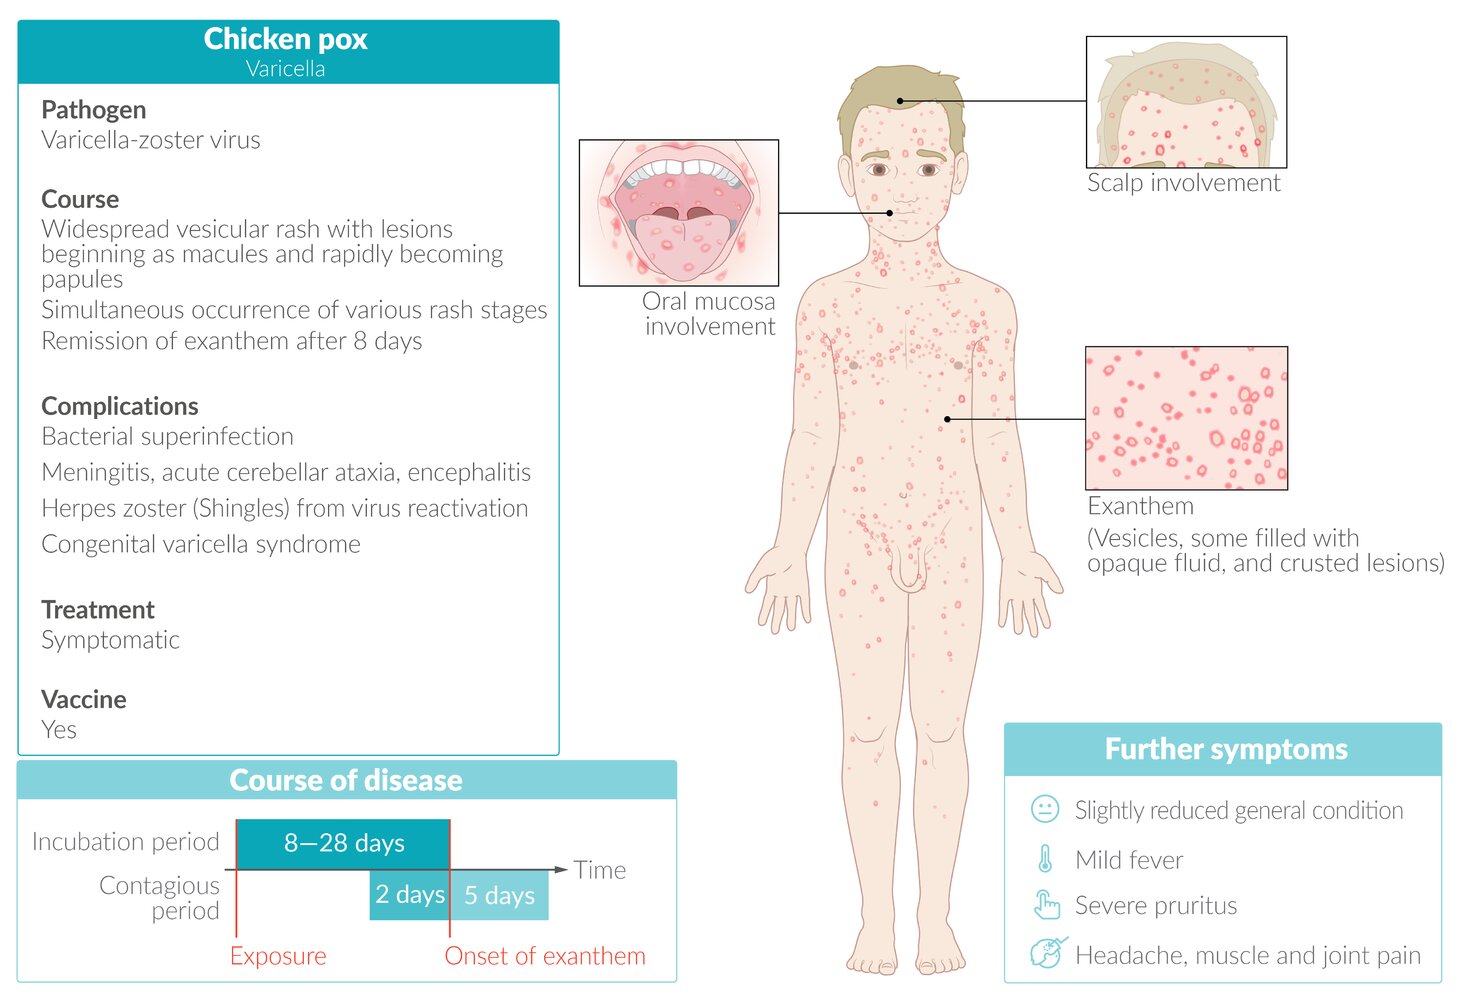 Chicken pox
Varicella
Pathogen
Varicella-zoster virus
Course
Widespread vesicular rash with lesions
beginning as macules and rapidly becoming
papules
Simultaneous occurrence of various rash stages
Remission of exanthem after 8 days
Complications
Bacterial superinfection
Meningitis, acute cerebellar ataxia, encephalitis
Herpes zoster (Shingles) from virus reactivation
Congenital varicella syndrome
Treatment
Symptomatic
Vaccine
Yes
Oral mucosa
involvement
Scalp involvement
Exanthem
(Vesicles, some filled with
opaque fluid, and crusted lesions)
Course of disease
Incubation period
8—28 days
Time
Contagious
period
2 days
5 days
Exposure
Onset of exanthem
Further symptoms
Slightly reduced general condition
Mild fever
Severe pruritus
Headache, muscle and joint pain